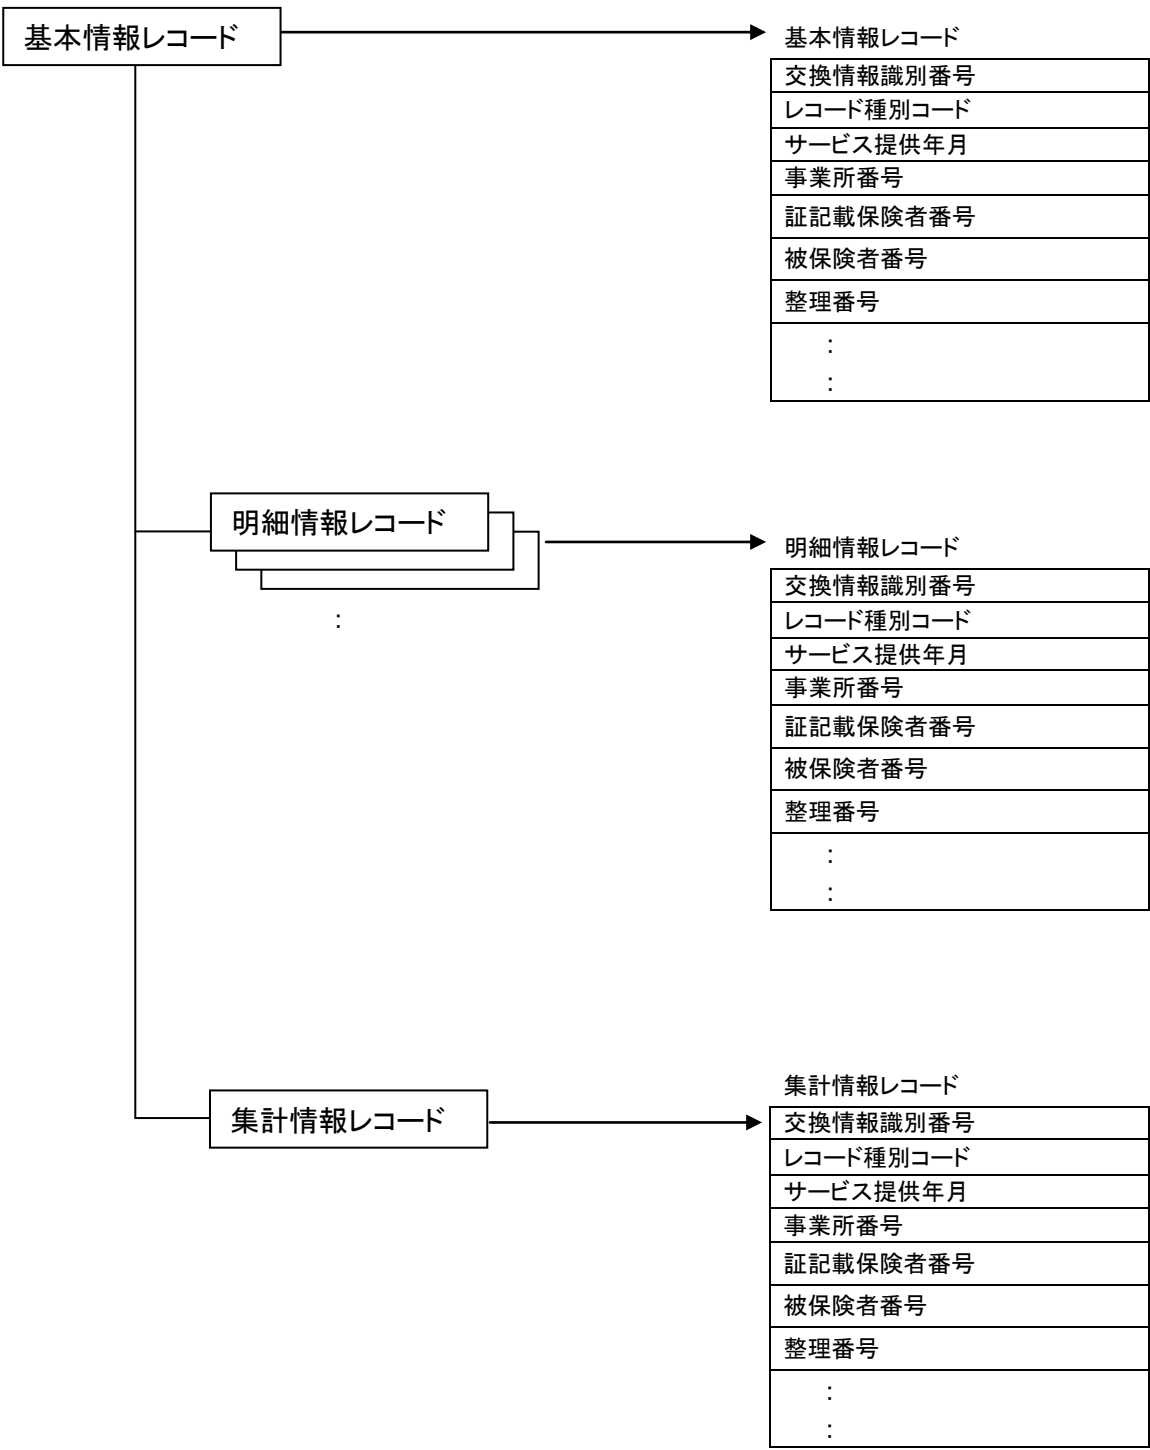 基本情報レコード
基本情報レコード
交換情報識別番号
レコード種別コード
サービス提供年月
事業所番号
証記載保険者番号
被保険者番号
整理番号
:
:
明細情報レコード
:
明細情報レコード
交換情報識別番号
レコード種別コード
サービス提供年月
事業所番号
証記載保険者番号
被保険者番号
整理番号
:
:
集計情報レコード
集計情報レコード
交換情報識別番号
レコード種別コード
サービス提供年月
事業所番号
証記載保険者番号
被保険者番号
整理番号
:
: